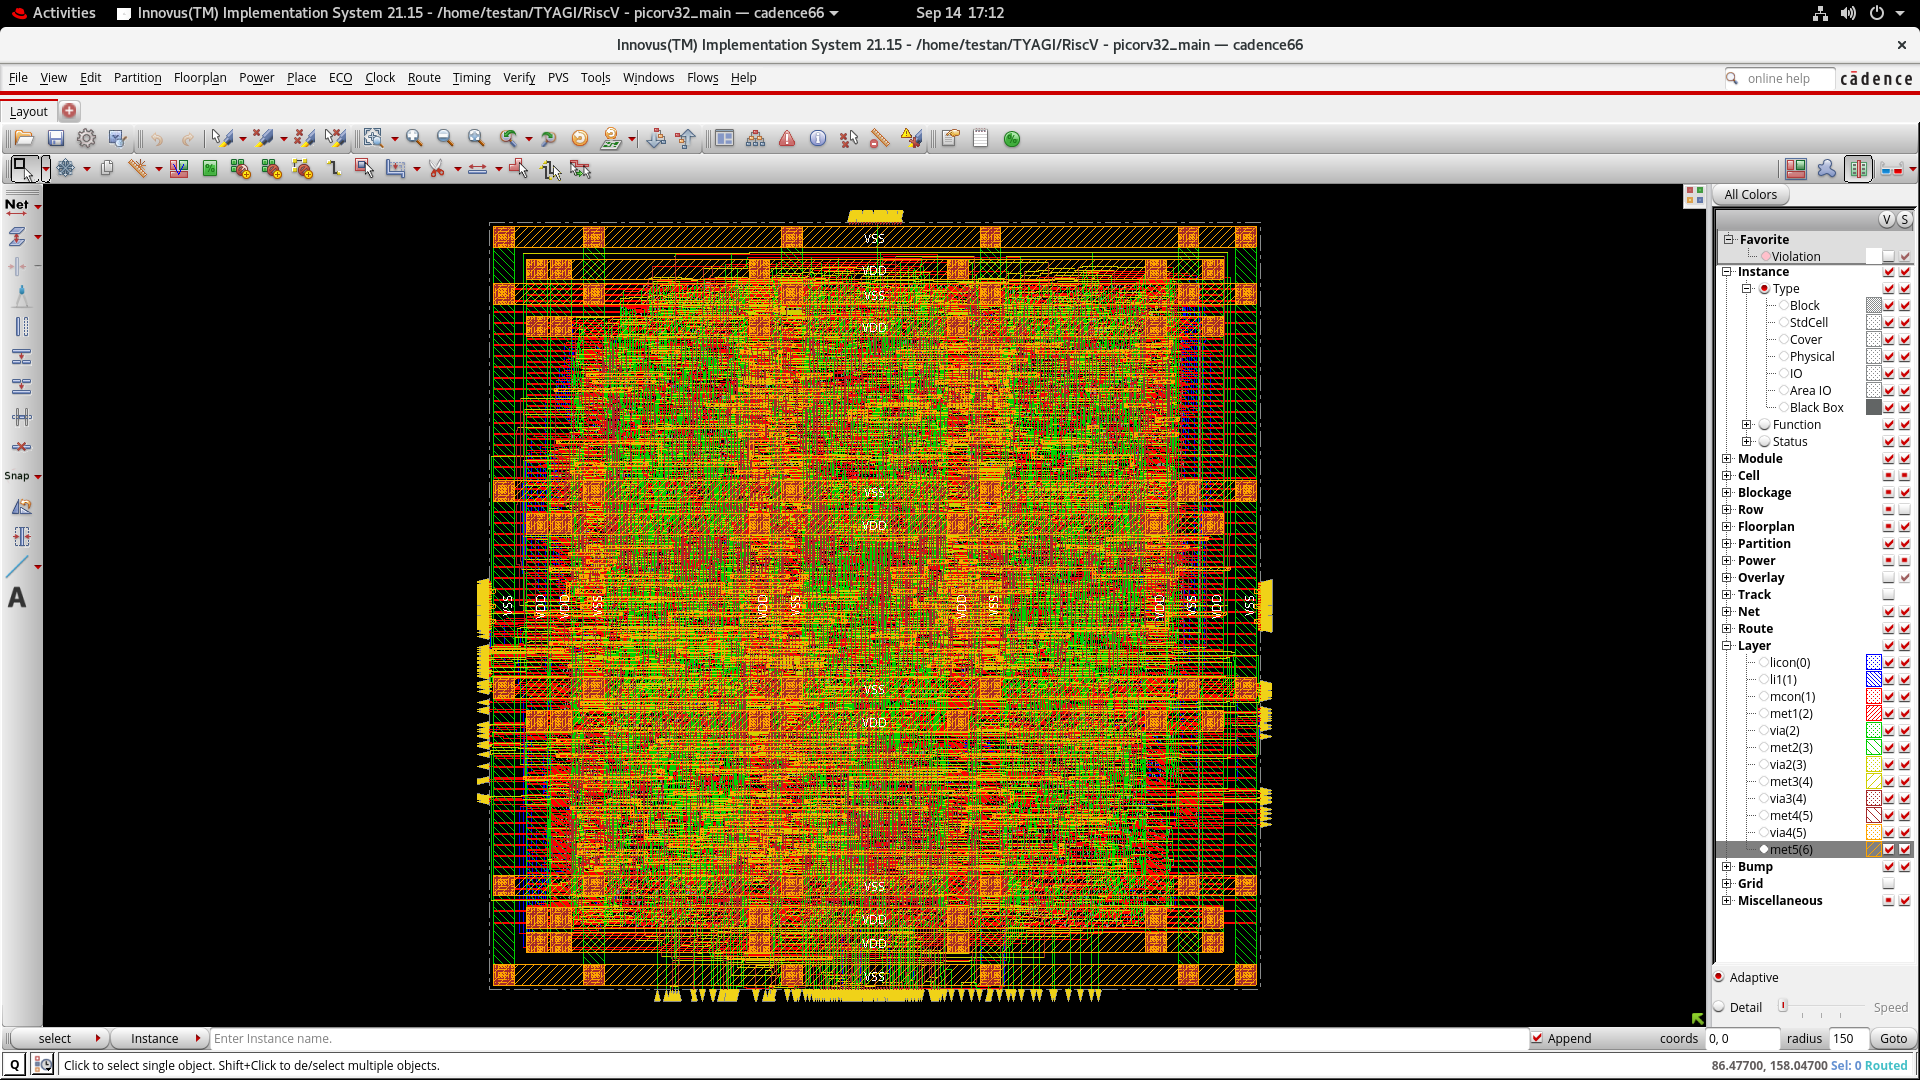 Activities Innovus(TM) Implementation System 21.15 - /home/testan/TYAGI/RiscV - picorv32_main — cadence66 Sep 14 17:12
Innovus(TM) Implementation System 21.15 - /home/testan/TYAGI/RiscV - picorv32_main — cadence66
File View Edit Partition Floorplan Power Place ECO Clock Route Timing Verify PVS Tools Windows Flows Help online help cādence
Layout
All Colors
Net
V S
Favorite
Violation
Instance
Type
Block
StdCell
Cover
Physical
IO
Area IO
Black Box
Function
Status
Module
Cell
Blockage
Row
Floorplan
Partition
Power
Overlay
Track
Net
Route
Layer
licon(0)
li1(1)
mcon(1)
met1(2)
via(2)
met2(3)
via2(3)
met3(4)
via3(4)
met4(5)
via4(5)
met5(6)
Bump
Grid
Miscellaneous
Adaptive
Detail Speed
Snap
A
VSS
VDD
VSS
VDD
VSS
VDD
VSS VDD VDD VSS VDD VSS VDD VSS VDD VSS VDD VSS
VSS
VDD
VSS
VDD
VDD
VSS
select Instance Enter Instance name. Append coords 0, 0 radius 150 Goto
Q Click to select single object. Shift+Click to de/select multiple objects. 86.47700, 158.04700 Sel: 0 Routed